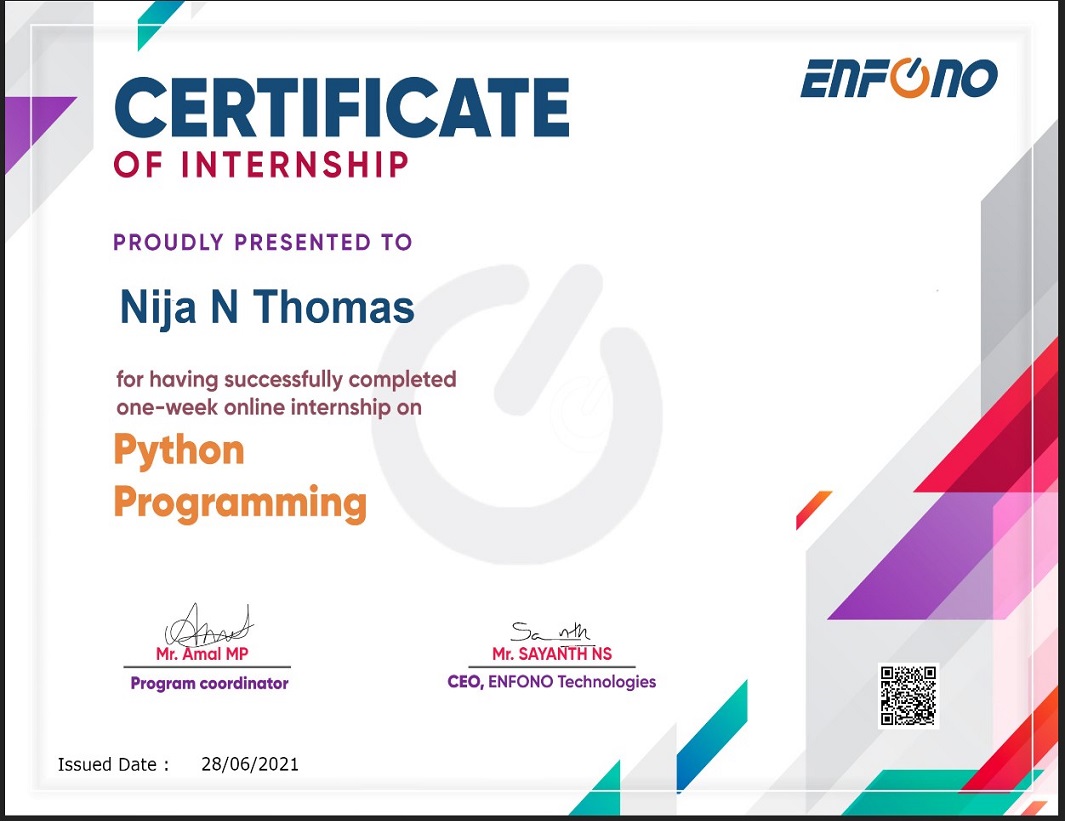 CERTIFICATE
ENFONO
OF INTERNSHIP
PROUDLY PRESENTED TO
Nija N Thomas
for having successfully completed
one-week online internship on
Python
Programming
Mr. Amal MP
Mr. SAYANTH NS
Program coordinator
CEO, ENFONO Technologies
Issued Date : 28/06/2021